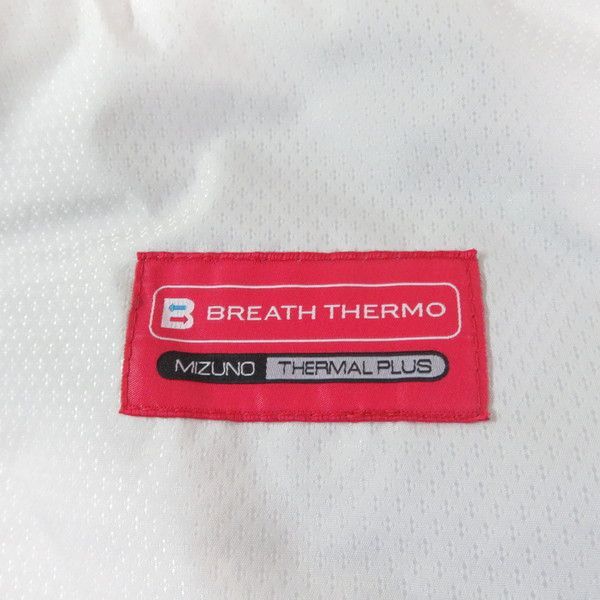 B BREATH THERMO
MIZUNO THERMAL PLUS